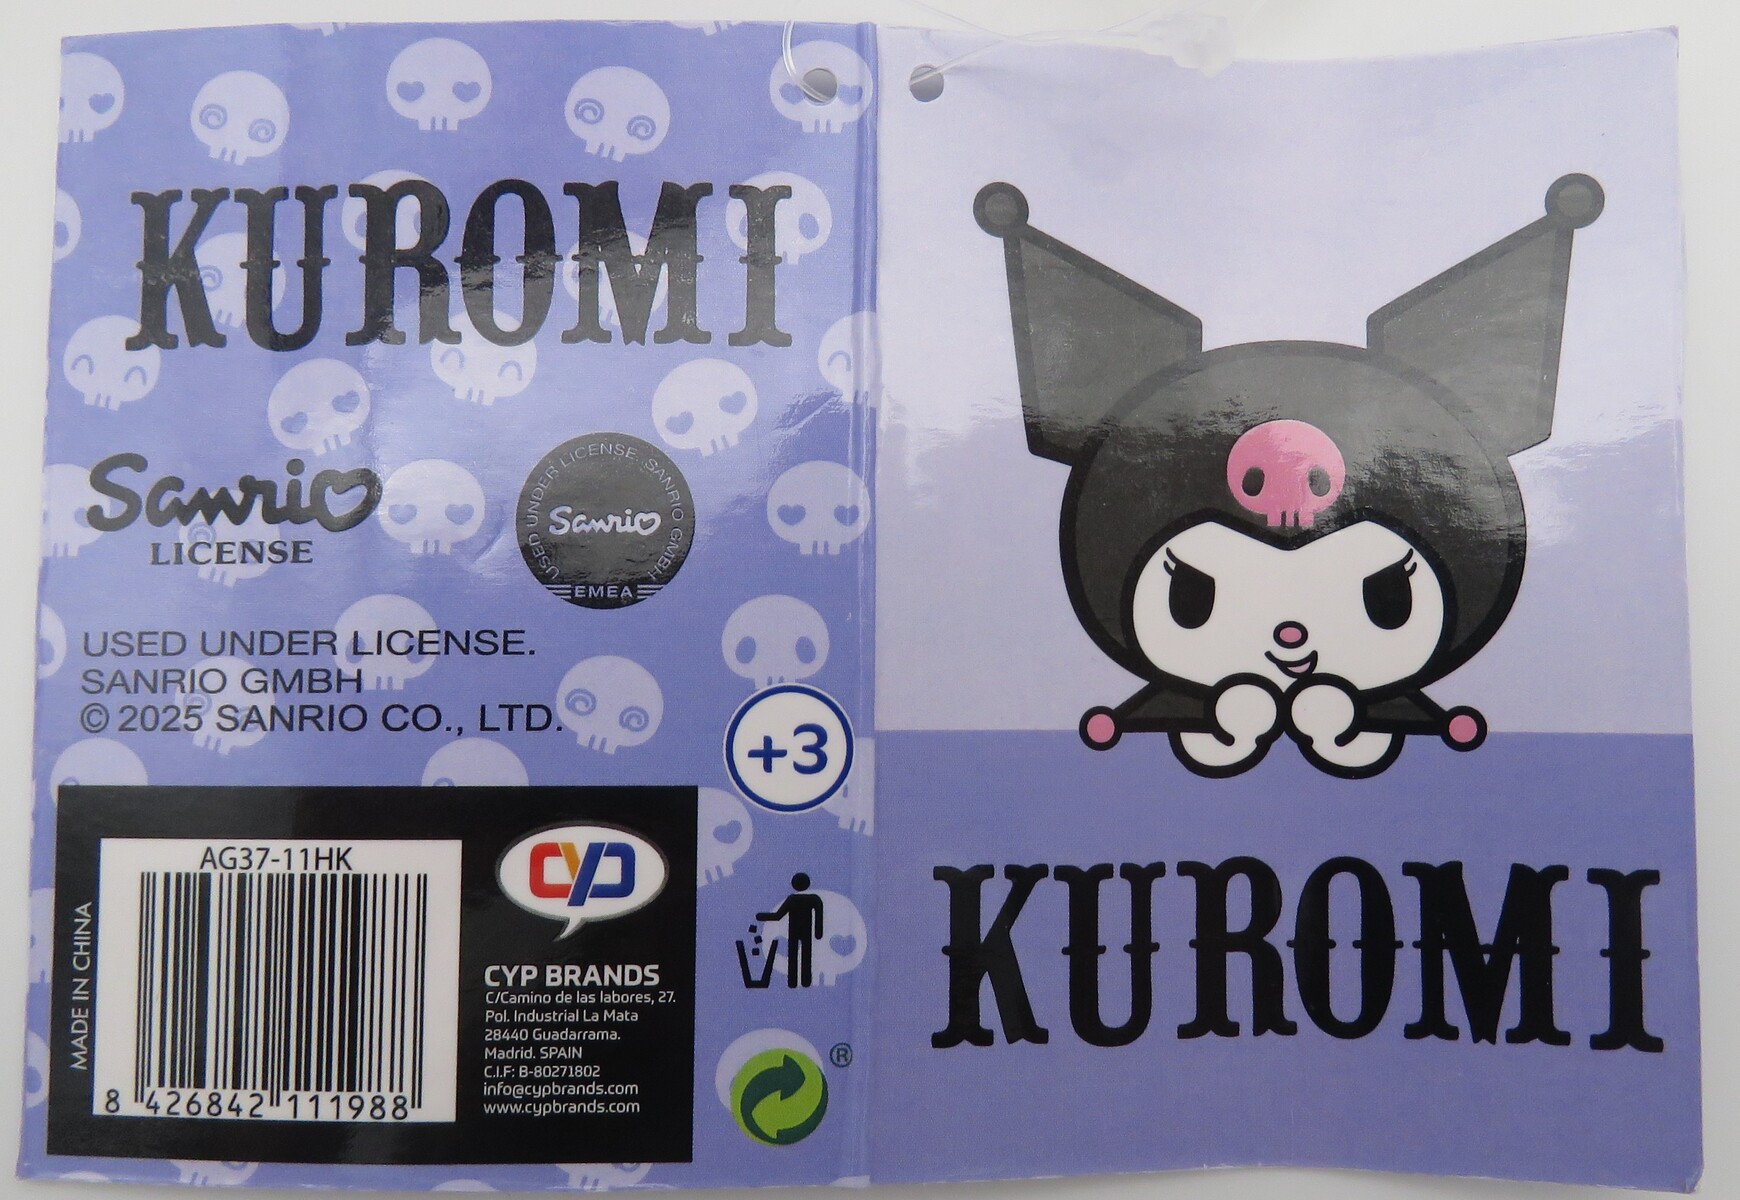 KUROMI
Sanrio
LICENSE
USED UNDER LICENSE SANRIO GMBH
Sanrio
EMEA
USED UNDER LICENSE.
SANRIO GMBH
© 2025 SANRIO CO., LTD.
+3
MADE IN CHINA
AG37-11HK
8 426842 111988
CYP
CYP BRANDS
C/Camino de las labores, 27.
Pol. Industrial La Mata
28440 Guadarrama.
Madrid. SPAIN
C.I.F: B-80271802
info@cypbrands.com
www.cypbrands.com
®
KUROMI